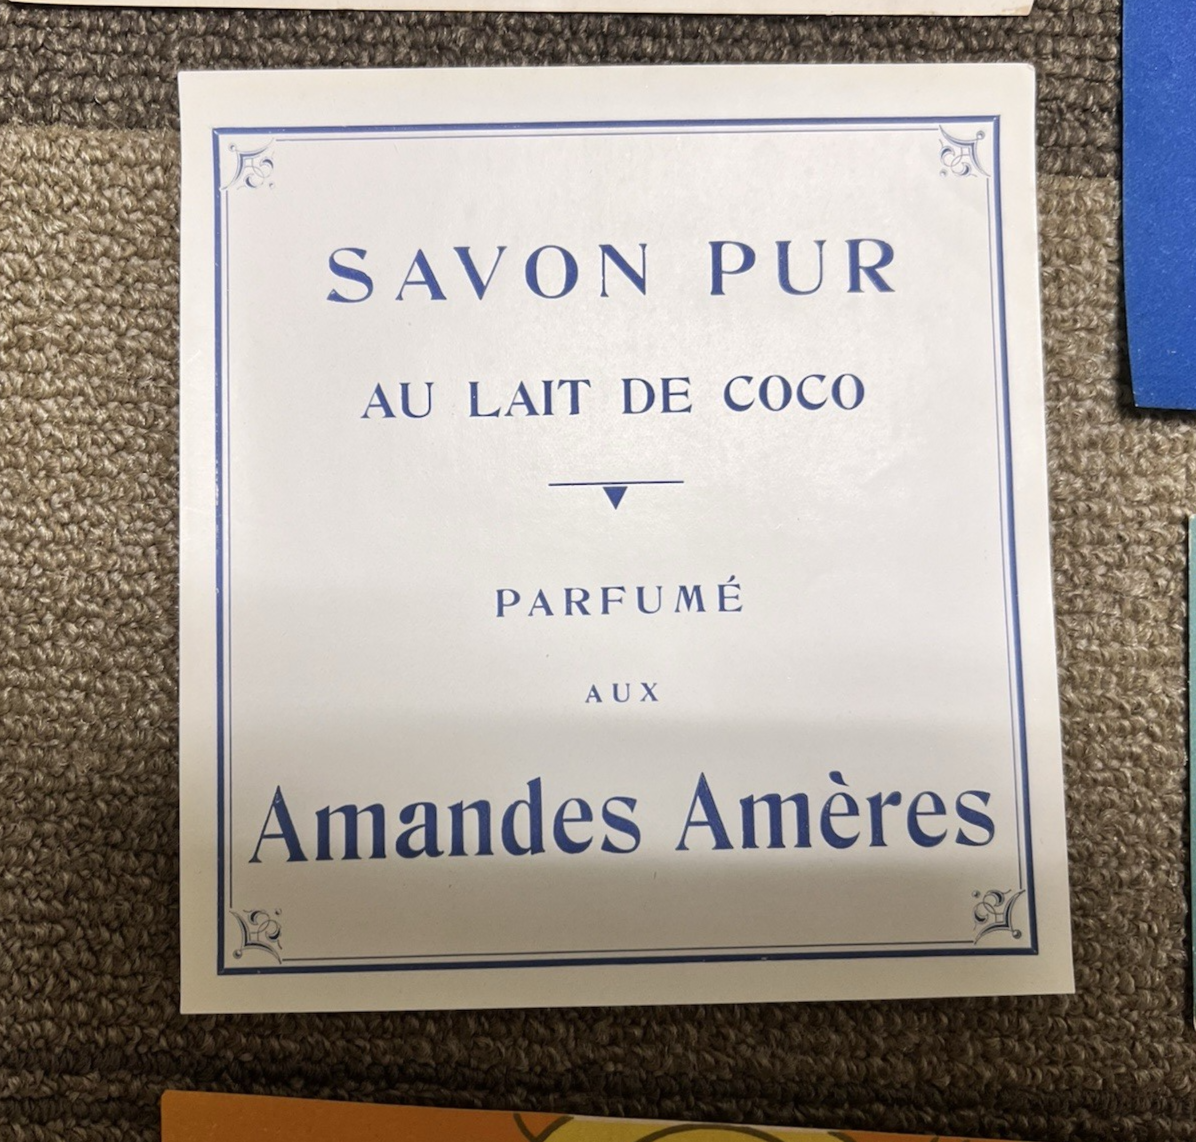 SAVON PUR
AU LAIT DE COCO
PARFUMÉ
AUX
Amandes Amères